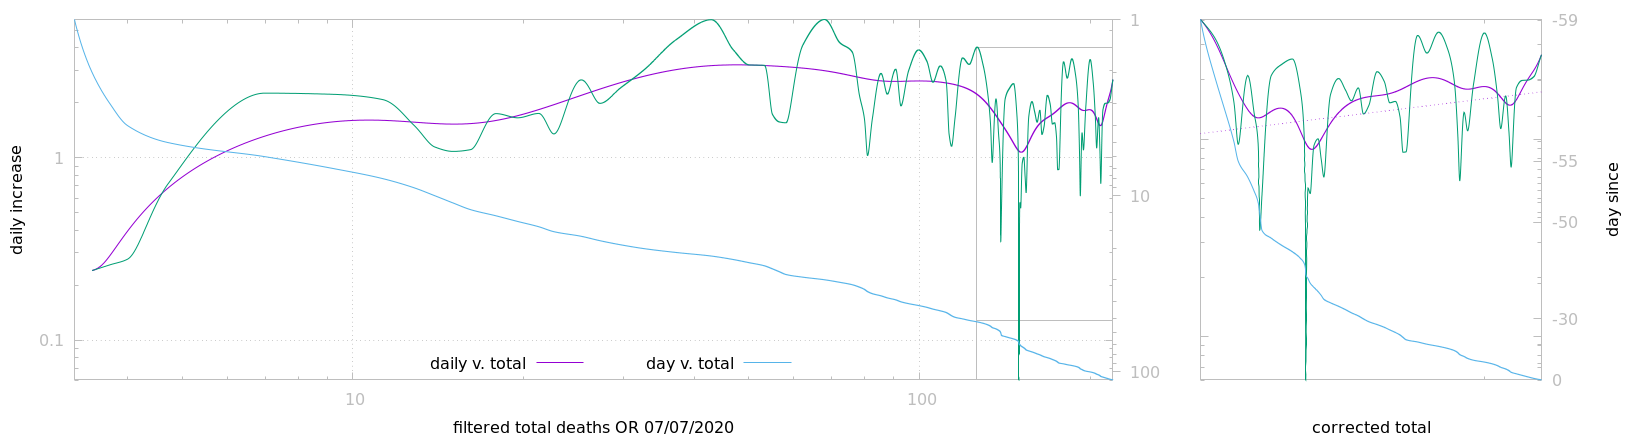 1
-59
1
-55
daily increase
day since
10
-50
-30
0.1
daily v. total
day v. total
100
0
10
100
filtered total deaths OR 07/07/2020
corrected total